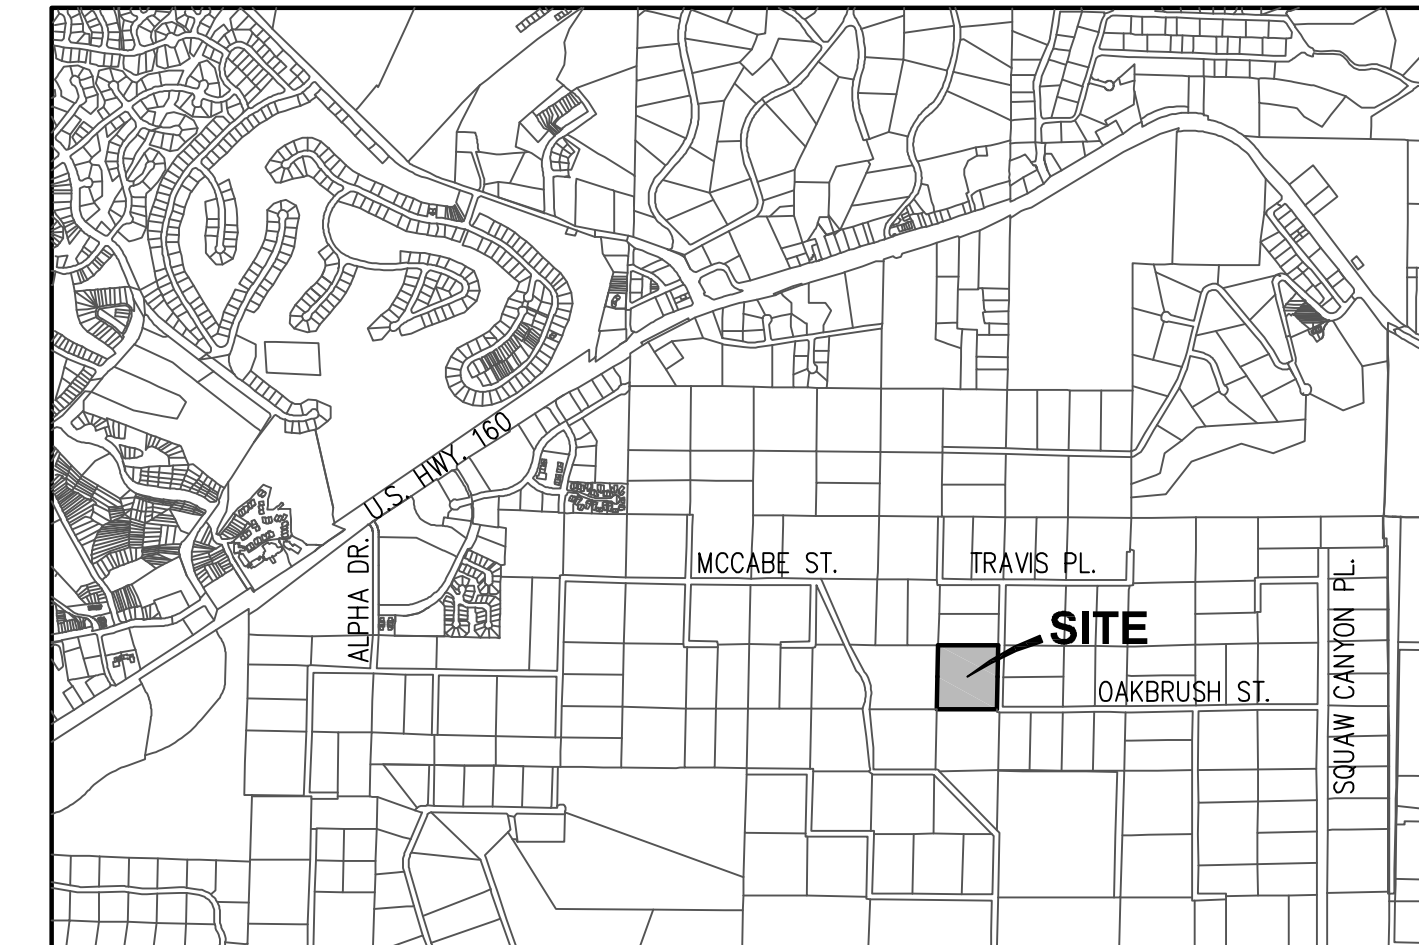 U.S. HWY. 160
ALPHA DR.
MCCABE ST.
TRAVIS PL.
SITE
OAKBRUSH ST.
SQUAW CANYON PL.